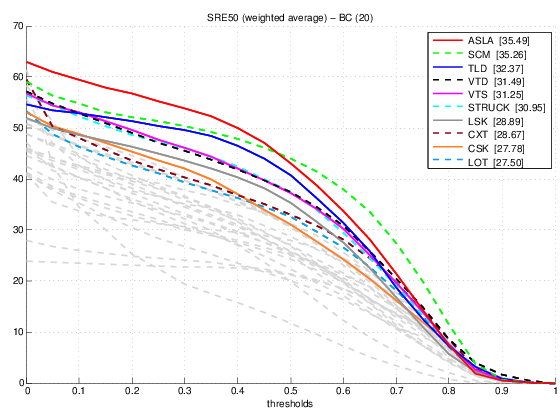 SRE50 (weighted average) – BC (20)
70
60
50
40
30
20
10
0
0 0.1 0.2 0.3 0.4 0.5 0.6 0.7 0.8 0.9 1
thresholds
ASLA [35.49]
SCM [35.26]
TLD [32.37]
VTD [31.49]
VTS [31.25]
STRUCK [30.95]
LSK [28.89]
CXT [28.67]
CSK [27.78]
LOT [27.50]